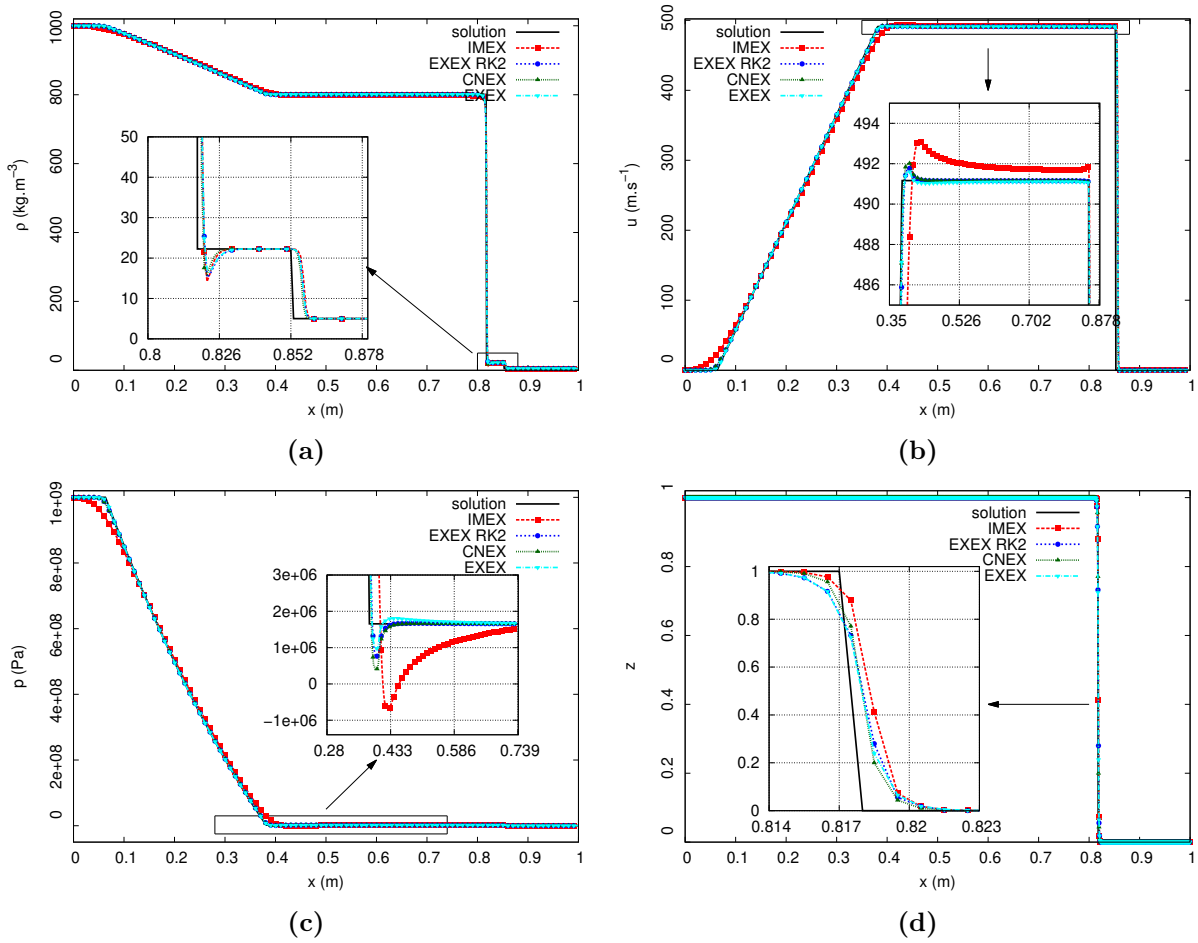 1000
800
600
400
200
0
ρ (kg.m⁻³)
solution
IMEX
EXEX RK2
CNEX
EXEX
50
40
30
20
10
0
0.8 0.826 0.852 0.878
0 0.1 0.2 0.3 0.4 0.5 0.6 0.7 0.8 0.9 1
x (m)
(a)
500
400
300
200
100
0
u (m.s⁻¹)
solution
IMEX
EXEX RK2
CNEX
EXEX
494
492
490
488
486
0.35 0.526 0.702 0.878
0 0.1 0.2 0.3 0.4 0.5 0.6 0.7 0.8 0.9 1
x (m)
(b)
1e+09
8e+08
6e+08
4e+08
2e+08
0
p (Pa)
solution
IMEX
EXEX RK2
CNEX
EXEX
3e+06
2e+06
1e+06
0
−1e+06
0.28 0.433 0.586 0.739
0 0.1 0.2 0.3 0.4 0.5 0.6 0.7 0.8 0.9 1
x (m)
(c)
1
0.8
0.6
0.4
0.2
0
z
solution
IMEX
EXEX RK2
CNEX
EXEX
1
0.8
0.6
0.4
0.2
0
0.814 0.817 0.82 0.823
0 0.1 0.2 0.3 0.4 0.5 0.6 0.7 0.8 0.9 1
x (m)
(d)